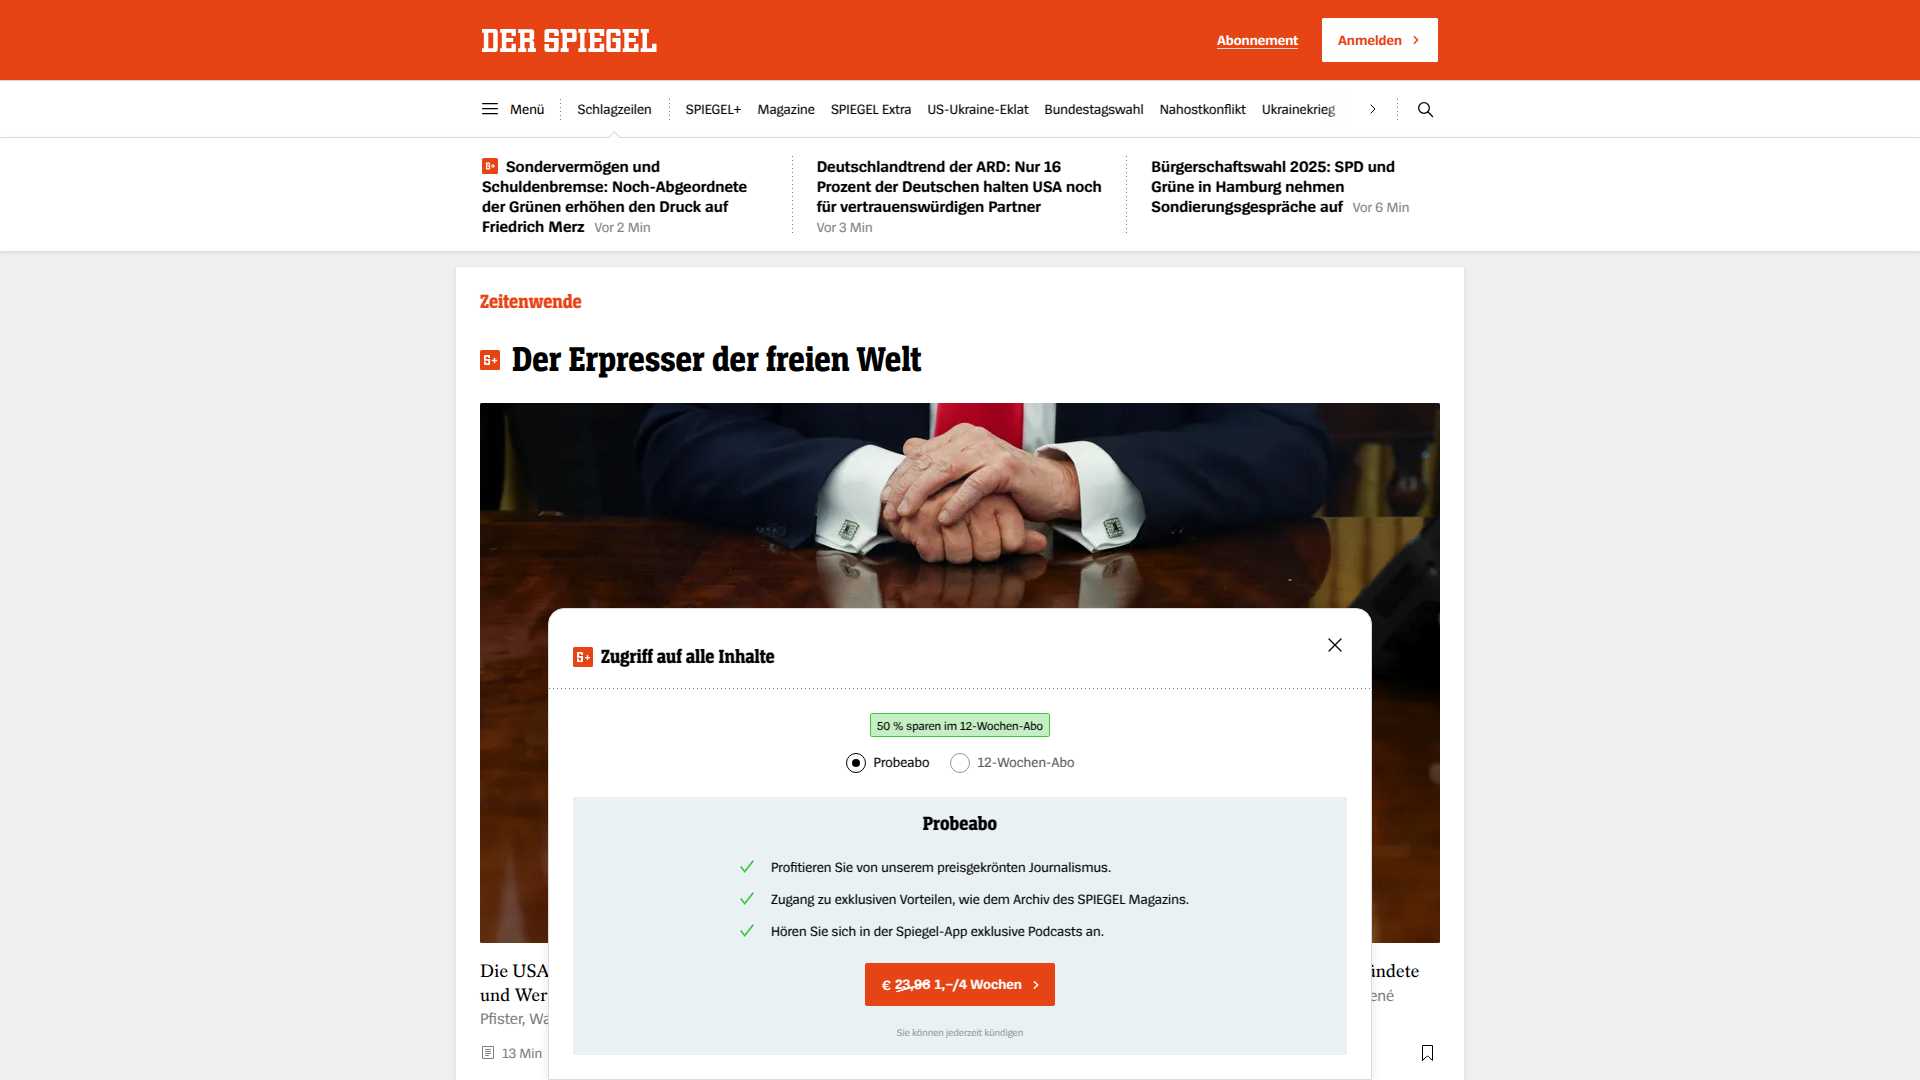 DER SPIEGEL
Abonnement
Anmelden
Menü
Schlagzeilen
SPIEGEL+
Magazine
SPIEGEL Extra
US-Ukraine-Eklat
Bundestagswahl
Nahostkonflikt
Ukrainekrieg
Sondervermögen und
Schuldenbremse: Noch-Abgeordnete
der Grünen erhöhen den Druck auf
Friedrich Merz Vor 2 Min
Deutschlandtrend der ARD: Nur 16
Prozent der Deutschen halten USA noch
für vertrauenswürdigen Partner
Vor 3 Min
Bürgerschaftswahl 2025: SPD und
Grüne in Hamburg nehmen
Sondierungsgespräche auf Vor 6 Min
Zeitenwende
Der Erpresser der freien Welt
Zugriff auf alle Inhalte
50 % sparen im 12-Wochen-Abo
Probeabo
12-Wochen-Abo
Probeabo
Profitieren Sie von unserem preisgekrönten Journalismus.
Zugang zu exklusiven Vorteilen, wie dem Archiv des SPIEGEL Magazins.
Hören Sie sich in der Spiegel-App exklusive Podcasts an.
€ 23,96 1,–/4 Wochen
Sie können jederzeit kündigen
Die USA
ündete
und Wer
ené
Pfister, Wa
13 Min